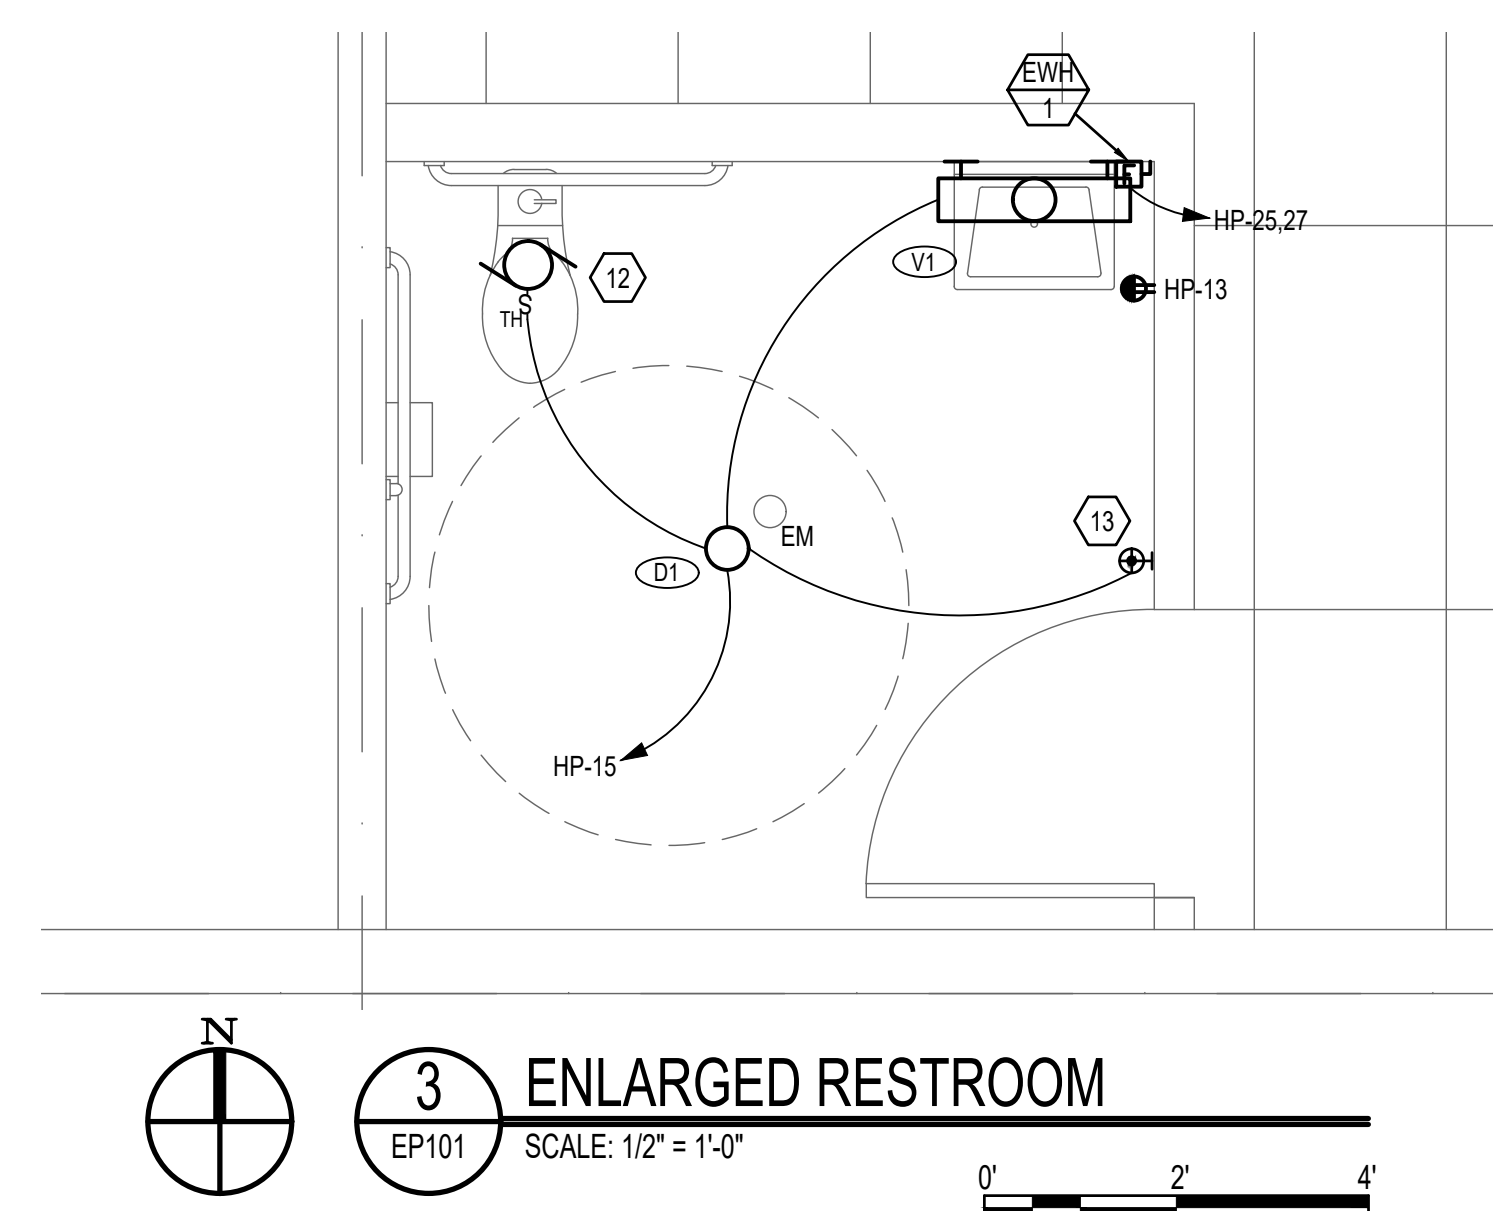 EWH
1
HP-25,27
V1
12
HP-13
S
TH
13
EM
D1
HP-15
N
3
ENLARGED RESTROOM
EP101
SCALE: 1/2" = 1'-0"
0' 2' 4'